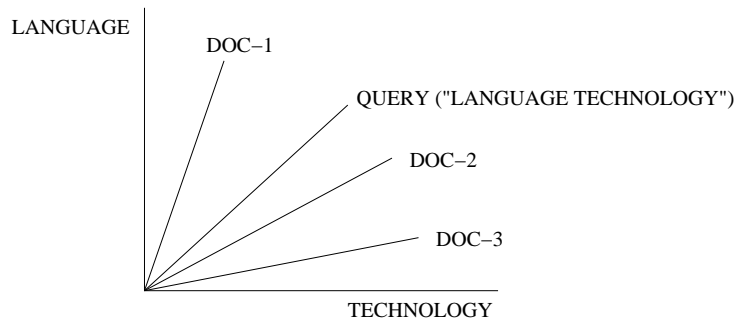 LANGUAGE
DOC−1
QUERY ("LANGUAGE TECHNOLOGY")
DOC−2
DOC−3
TECHNOLOGY